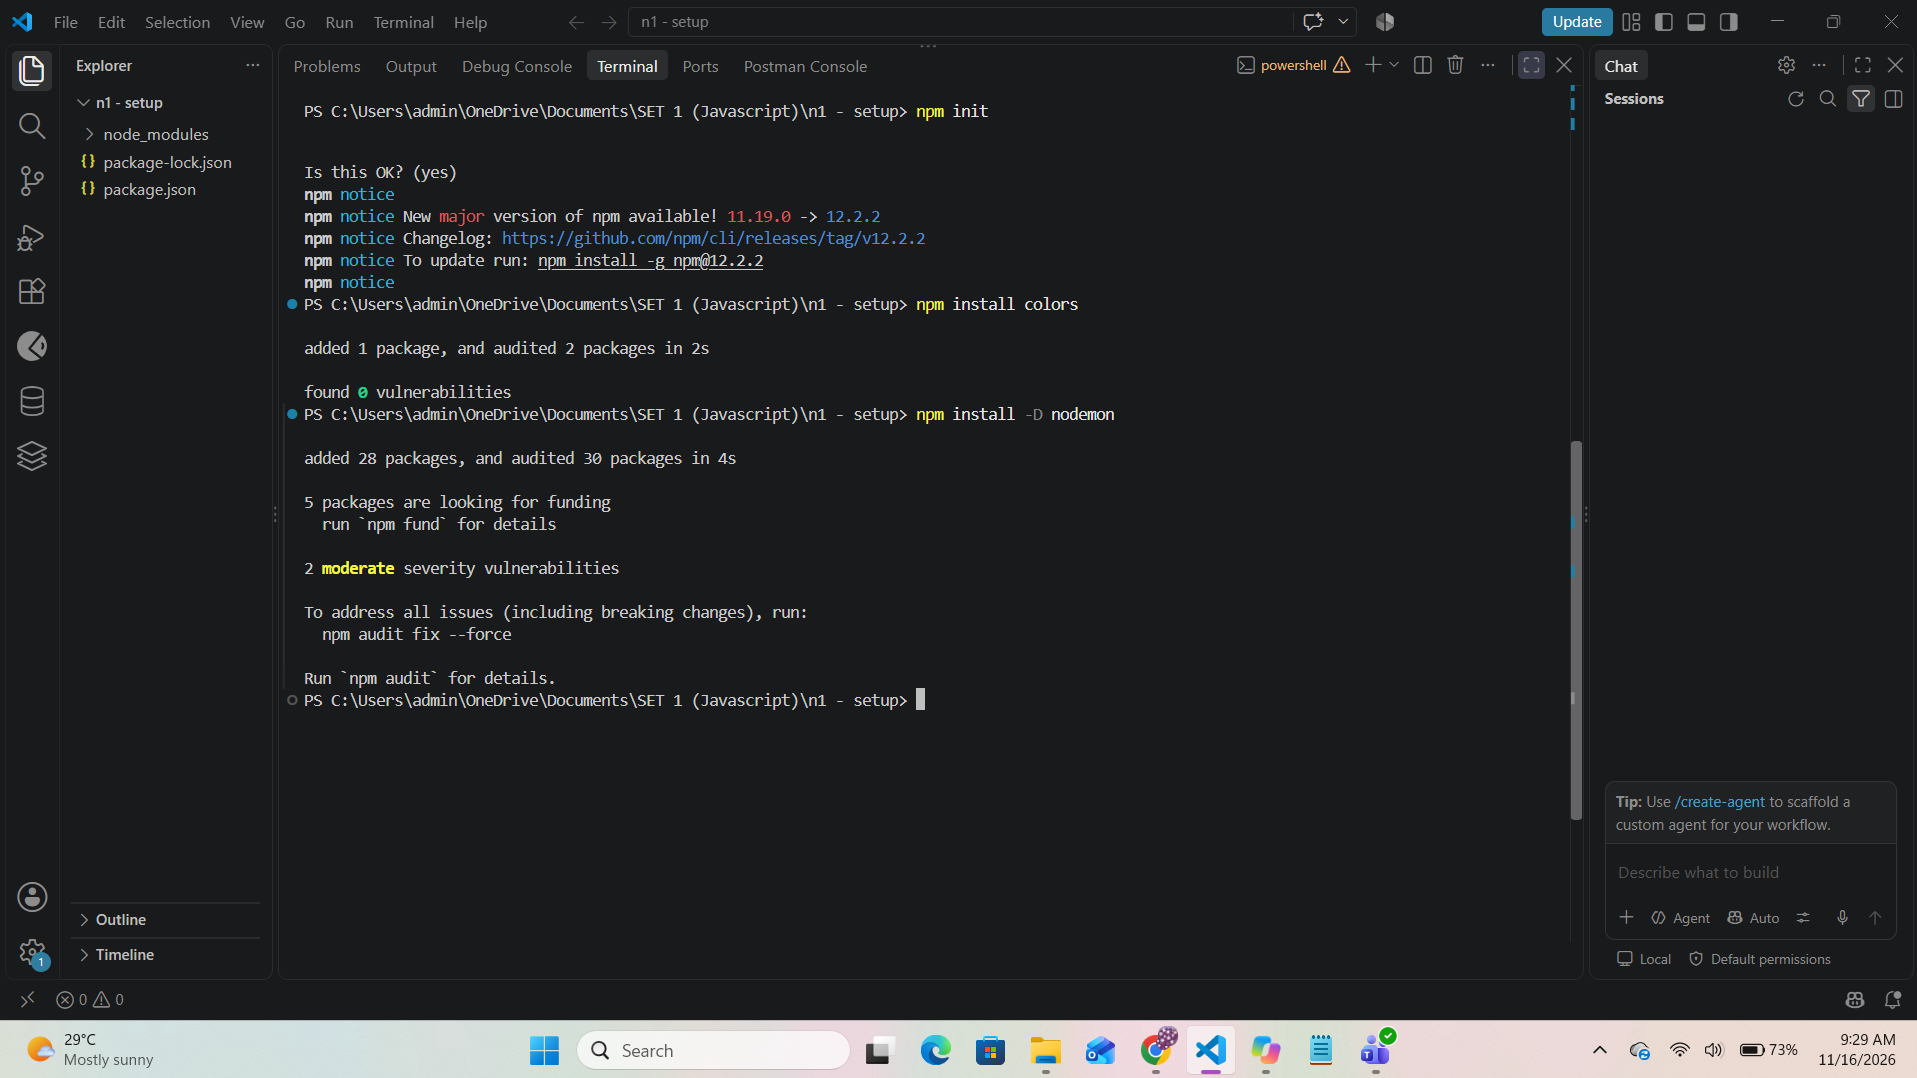 File Edit Selection View Go Run Terminal Help
n1 - setup
Update
Explorer
n1 - setup
node_modules
{} package-lock.json
{} package.json
Outline
Timeline
Problems Output Debug Console Terminal Ports Postman Console
powershell
PS C:\Users\admin\OneDrive\Documents\SET 1 (Javascript)\n1 - setup> npm init
Is this OK? (yes)
npm notice
npm notice New major version of npm available! 11.19.0 -> 12.2.2
npm notice Changelog: https://github.com/npm/cli/releases/tag/v12.2.2
npm notice To update run: npm install -g npm@12.2.2
npm notice
PS C:\Users\admin\OneDrive\Documents\SET 1 (Javascript)\n1 - setup> npm install colors
added 1 package, and audited 2 packages in 2s
found 0 vulnerabilities
PS C:\Users\admin\OneDrive\Documents\SET 1 (Javascript)\n1 - setup> npm install -D nodemon
added 28 packages, and audited 30 packages in 4s
5 packages are looking for funding
run `npm fund` for details
2 moderate severity vulnerabilities
To address all issues (including breaking changes), run:
npm audit fix --force
Run `npm audit` for details.
PS C:\Users\admin\OneDrive\Documents\SET 1 (Javascript)\n1 - setup>
Chat
Sessions
Tip: Use /create-agent to scaffold a
custom agent for your workflow.
Describe what to build
Agent Auto
Local Default permissions
1
0 0
29°C
Mostly sunny
Search
73%
9:29 AM
11/16/2026